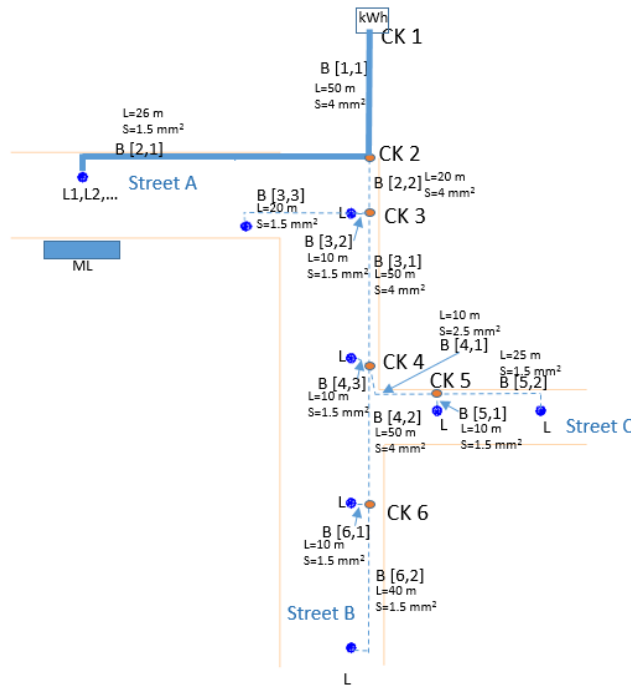 kWh
CK 1
B [1,1]
L=50 m
S=4 mm²
L=26 m
S=1.5 mm²
B [2,1]
CK 2
Street A
L1,L2,...
B [2,2]
L=20 m
S=4 mm²
B [3,3]
L=20 m
S=1.5 mm²
L
CK 3
B [3,2]
L=10 m
S=1.5 mm²
B [3,1]
L=50 m
S=4 mm²
ML
L=10 m
S=2.5 mm²
B [4,1]
L
CK 4
L=25 m
S=1.5 mm²
B [4,3]
L=10 m
S=1.5 mm²
CK 5
B [5,2]
B [4,2]
L=50 m
S=4 mm²
L
B [5,1]
L=10 m
S=1.5 mm²
L
Street C
L
CK 6
B [6,1]
L=10 m
S=1.5 mm²
B [6,2]
L=40 m
S=1.5 mm²
Street B
L